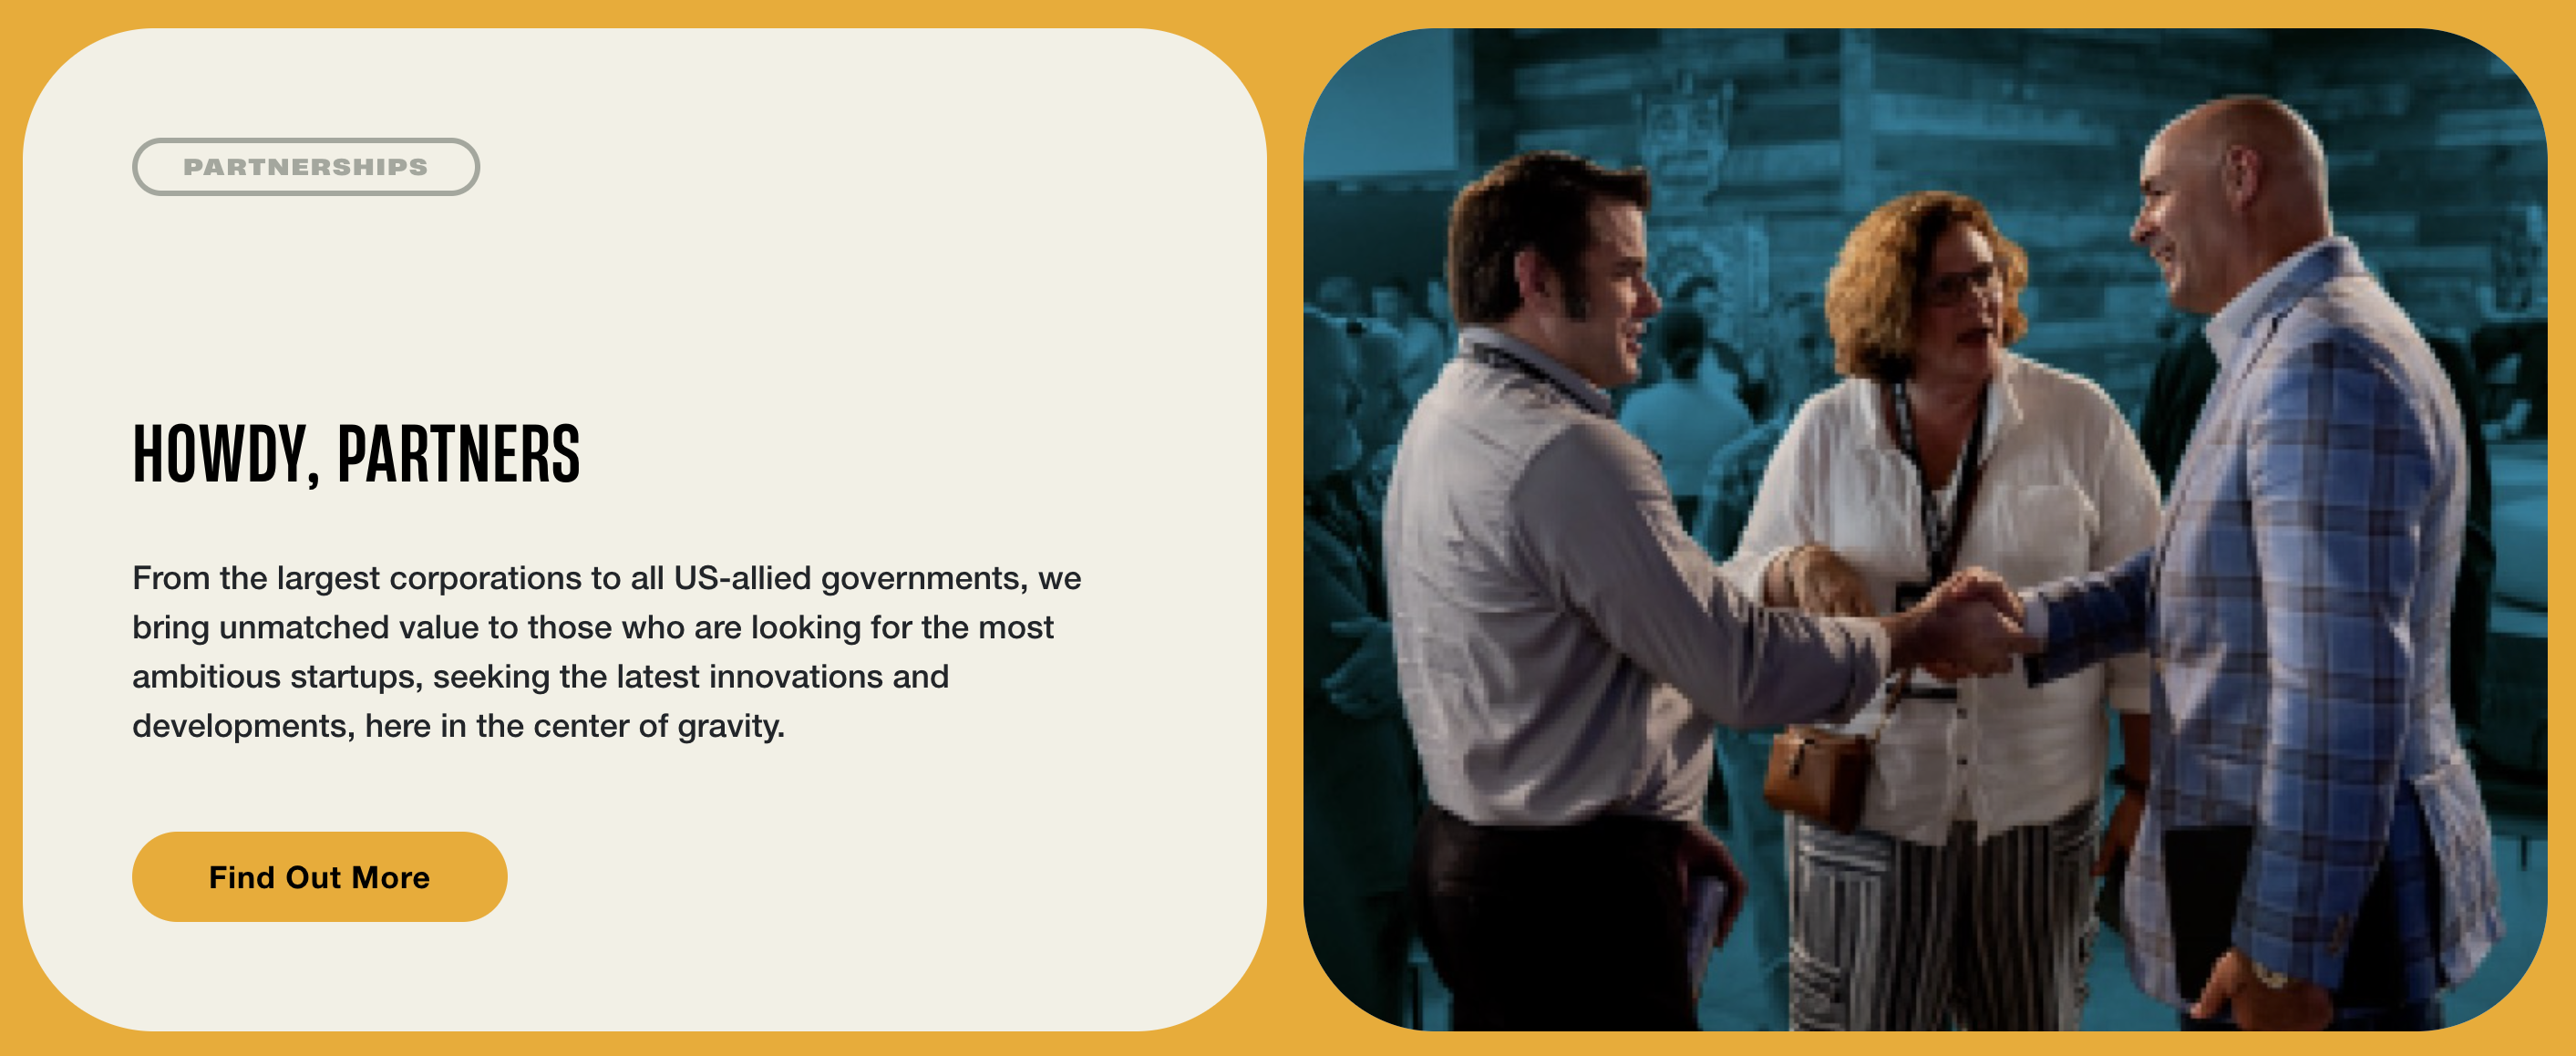 PARTNERSHIPS
HOWDY, PARTNERS
From the largest corporations to all US-allied governments, we
bring unmatched value to those who are looking for the most
ambitious startups, seeking the latest innovations and
developments, here in the center of gravity.
Find Out More